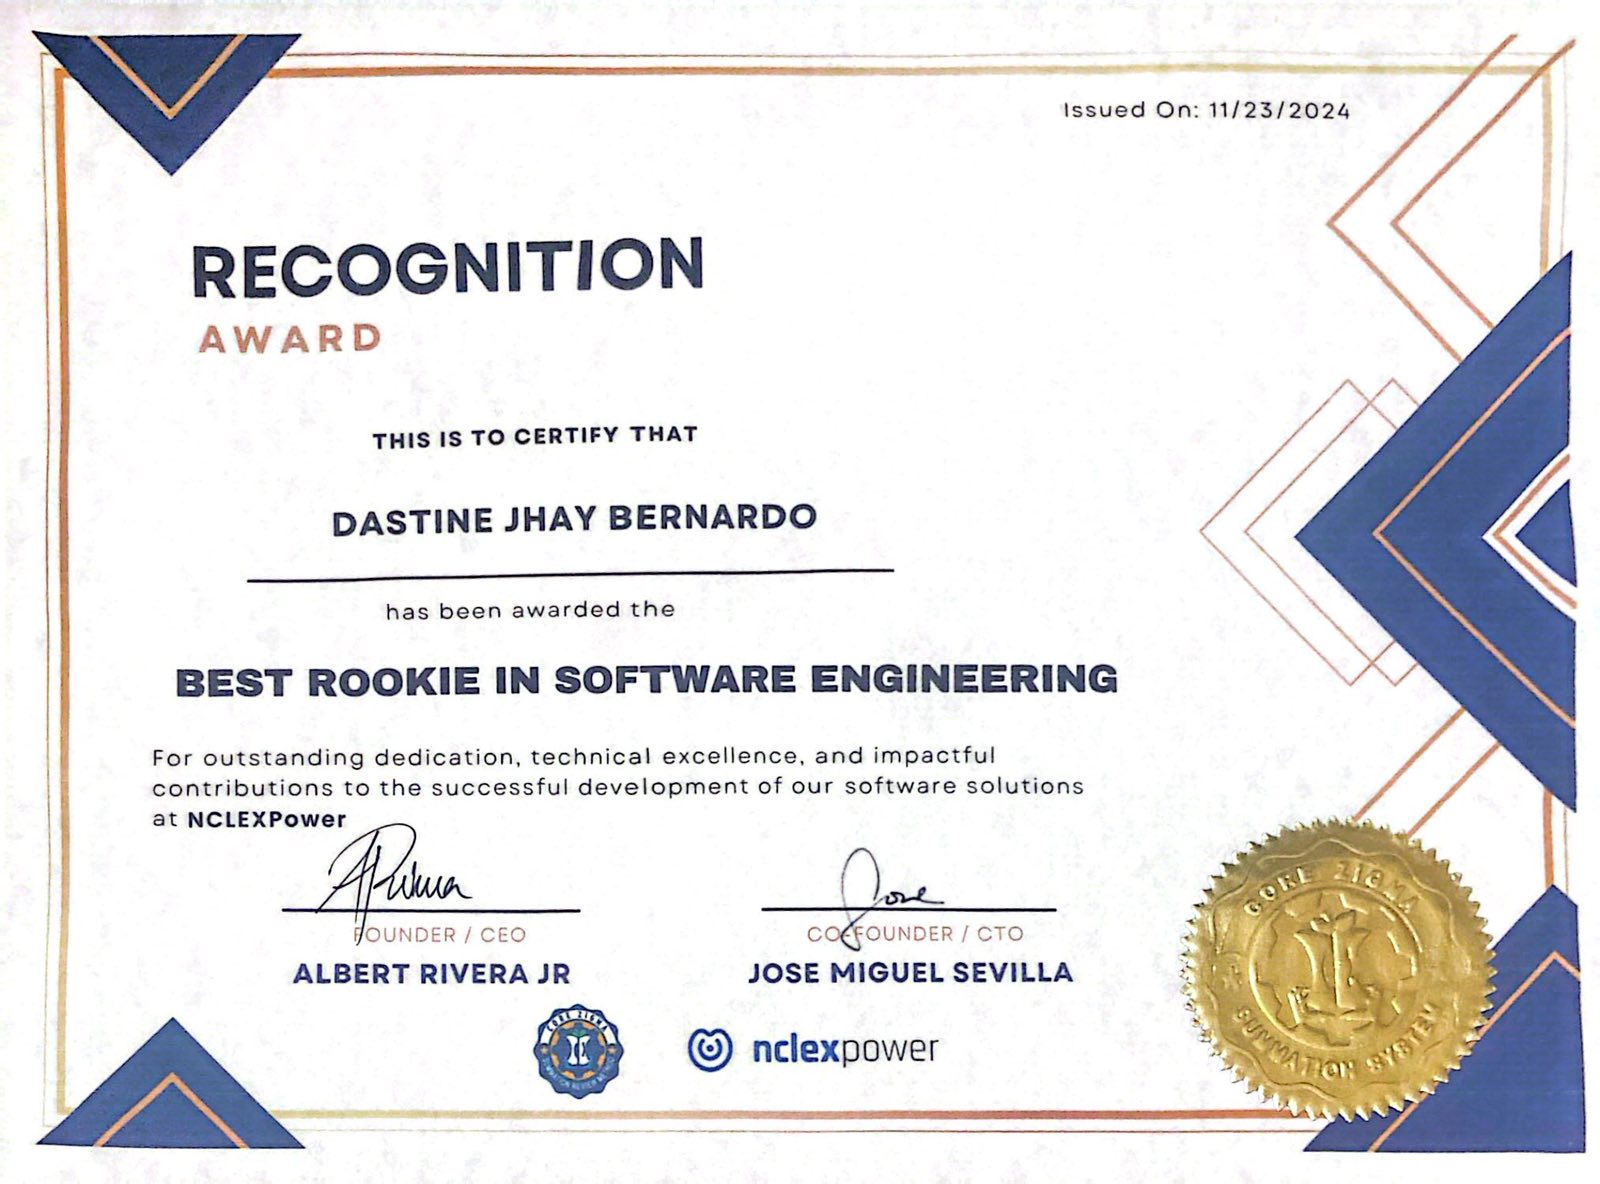 Issued On: 11/23/2024
RECOGNITION
AWARD
THIS IS TO CERTIFY THAT
DASTINE JHAY BERNARDO
has been awarded the
BEST ROOKIE IN SOFTWARE ENGINEERING
For outstanding dedication, technical excellence, and impactful
contributions to the successful development of our software solutions
at NCLEXPower
ARivera
Jose
FOUNDER / CEO
CO-FOUNDER / CTO
ALBERT RIVERA JR
JOSE MIGUEL SEVILLA
CORE ZIGMA
nclexpower
CORE ZIGMA
SUMMATION SYSTEM